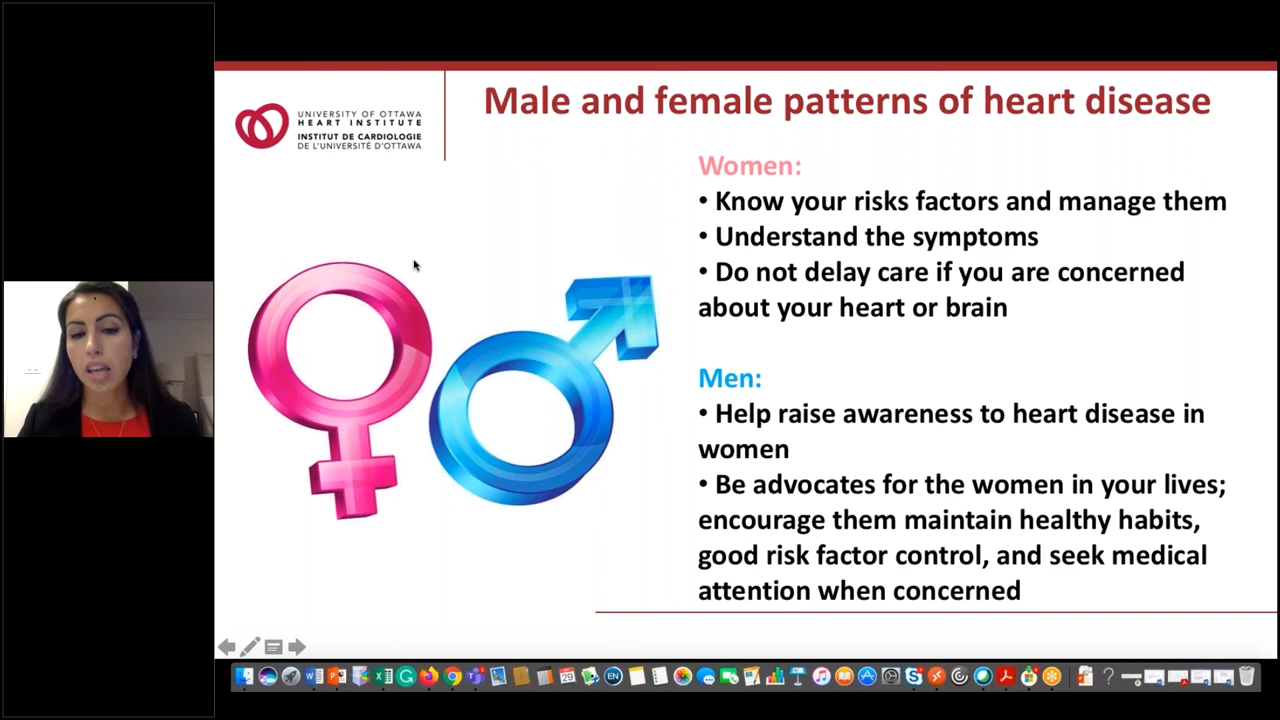 UNIVERSITY OF OTTAWA
HEART INSTITUTE
INSTITUT DE CARDIOLOGIE
DE L'UNIVERSITÉ D'OTTAWA
Male and female patterns of heart disease
Women:
• Know your risks factors and manage them
• Understand the symptoms
• Do not delay care if you are concerned
about your heart or brain
Men:
• Help raise awareness to heart disease in
women
• Be advocates for the women in your lives;
encourage them maintain healthy habits,
good risk factor control, and seek medical
attention when concerned
29
EN